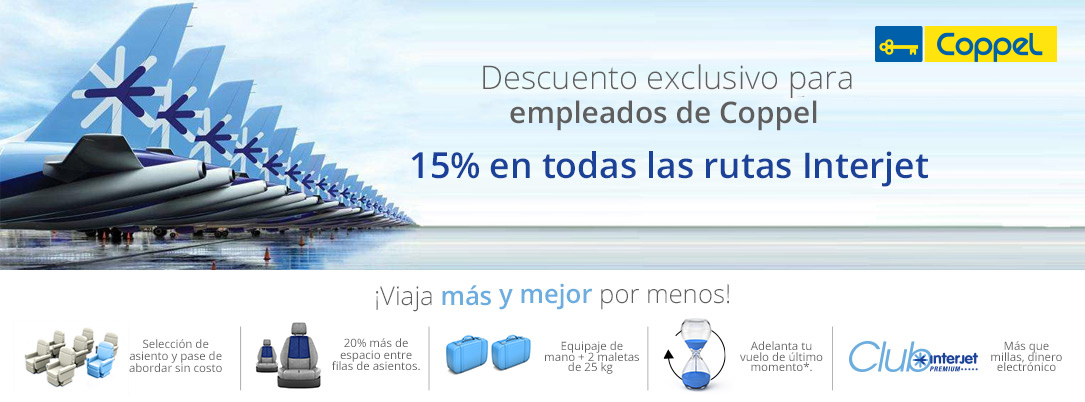 Coppel
Descuento exclusivo para
empleados de Coppel
15% en todas las rutas Interjet
¡Viaja más y mejor por menos!
Selección de
asiento y pase de
abordar sin costo
20% más de
espacio entre
filas de asientos.
Equipaje de
mano + 2 maletas
de 25 kg
Adelanta tu
vuelo de último
momento*.
Club interjet
PREMIUM
Más que
millas, dinero
electrónico